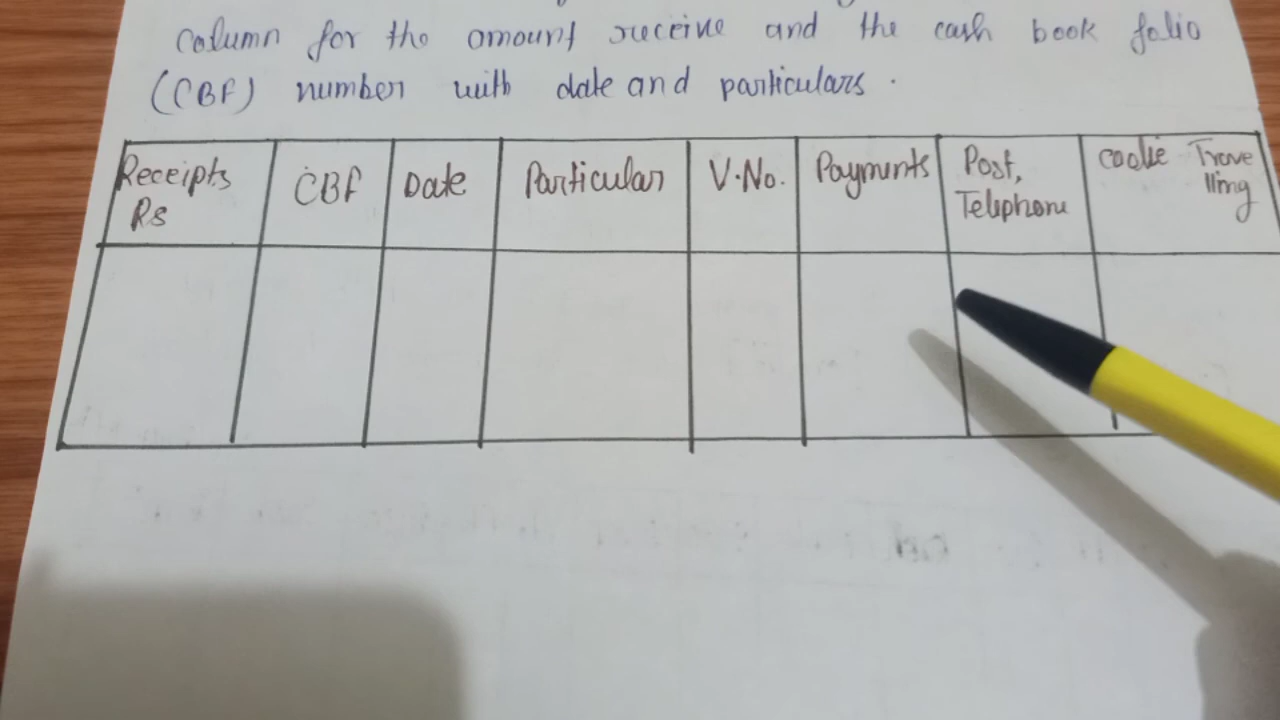 column for the amount receive and the cash book folio
(CBF) number with date and particulars.
Receipts Rs CBF Date Particular V.No. Payments Post, Telephone Travelling